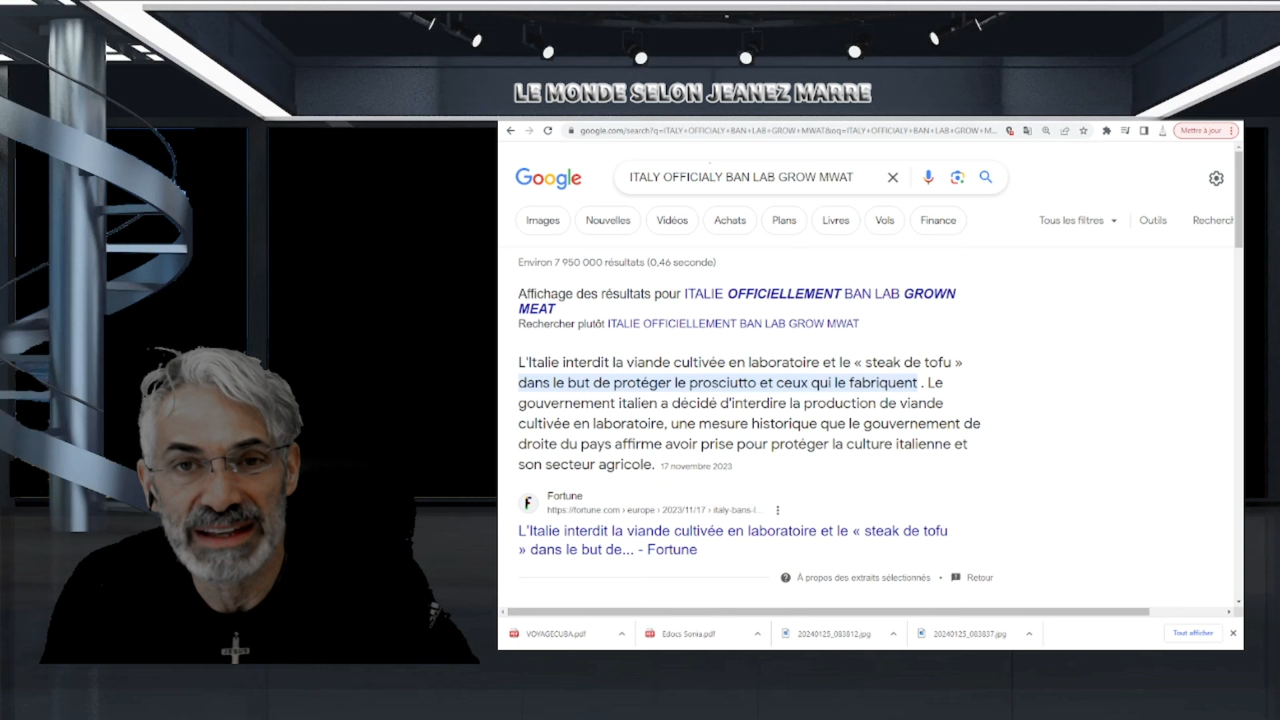 LE MONDE SELON JEANEZ MARRE
google.com/search?q=ITALY+OFFICIALY+BAN+LAB+GROW+MWAT&oq=ITALY+OFFICIALY+BAN+LAB+GROW+M...
Mettre à jour
Google
ITALY OFFICIALY BAN LAB GROW MWAT
Images Nouvelles Vidéos Achats Plans Livres Vols Finance Tous les filtres Outils Recherch
Environ 7 950 000 résultats (0,46 seconde)
Affichage des résultats pour ITALIE OFFICIELLEMENT BAN LAB GROWN
MEAT
Rechercher plutôt ITALIE OFFICIELLEMENT BAN LAB GROW MWAT
L'Italie interdit la viande cultivée en laboratoire et le « steak de tofu »
dans le but de protéger le prosciutto et ceux qui le fabriquent . Le
gouvernement italien a décidé d'interdire la production de viande
cultivée en laboratoire, une mesure historique que le gouvernement de
droite du pays affirme avoir prise pour protéger la culture italienne et
son secteur agricole. 17 novembre 2023
F Fortune
https://fortune.com › europe › 2023/11/17 › italy-bans-l...
L'Italie interdit la viande cultivée en laboratoire et le « steak de tofu
» dans le but de... - Fortune
À propos des extraits sélectionnés • Retour
VOYAGECUBA.pdf Edocs Sonia.pdf 20240125_083812.jpg 20240125_083837.jpg Tout afficher
JESUS